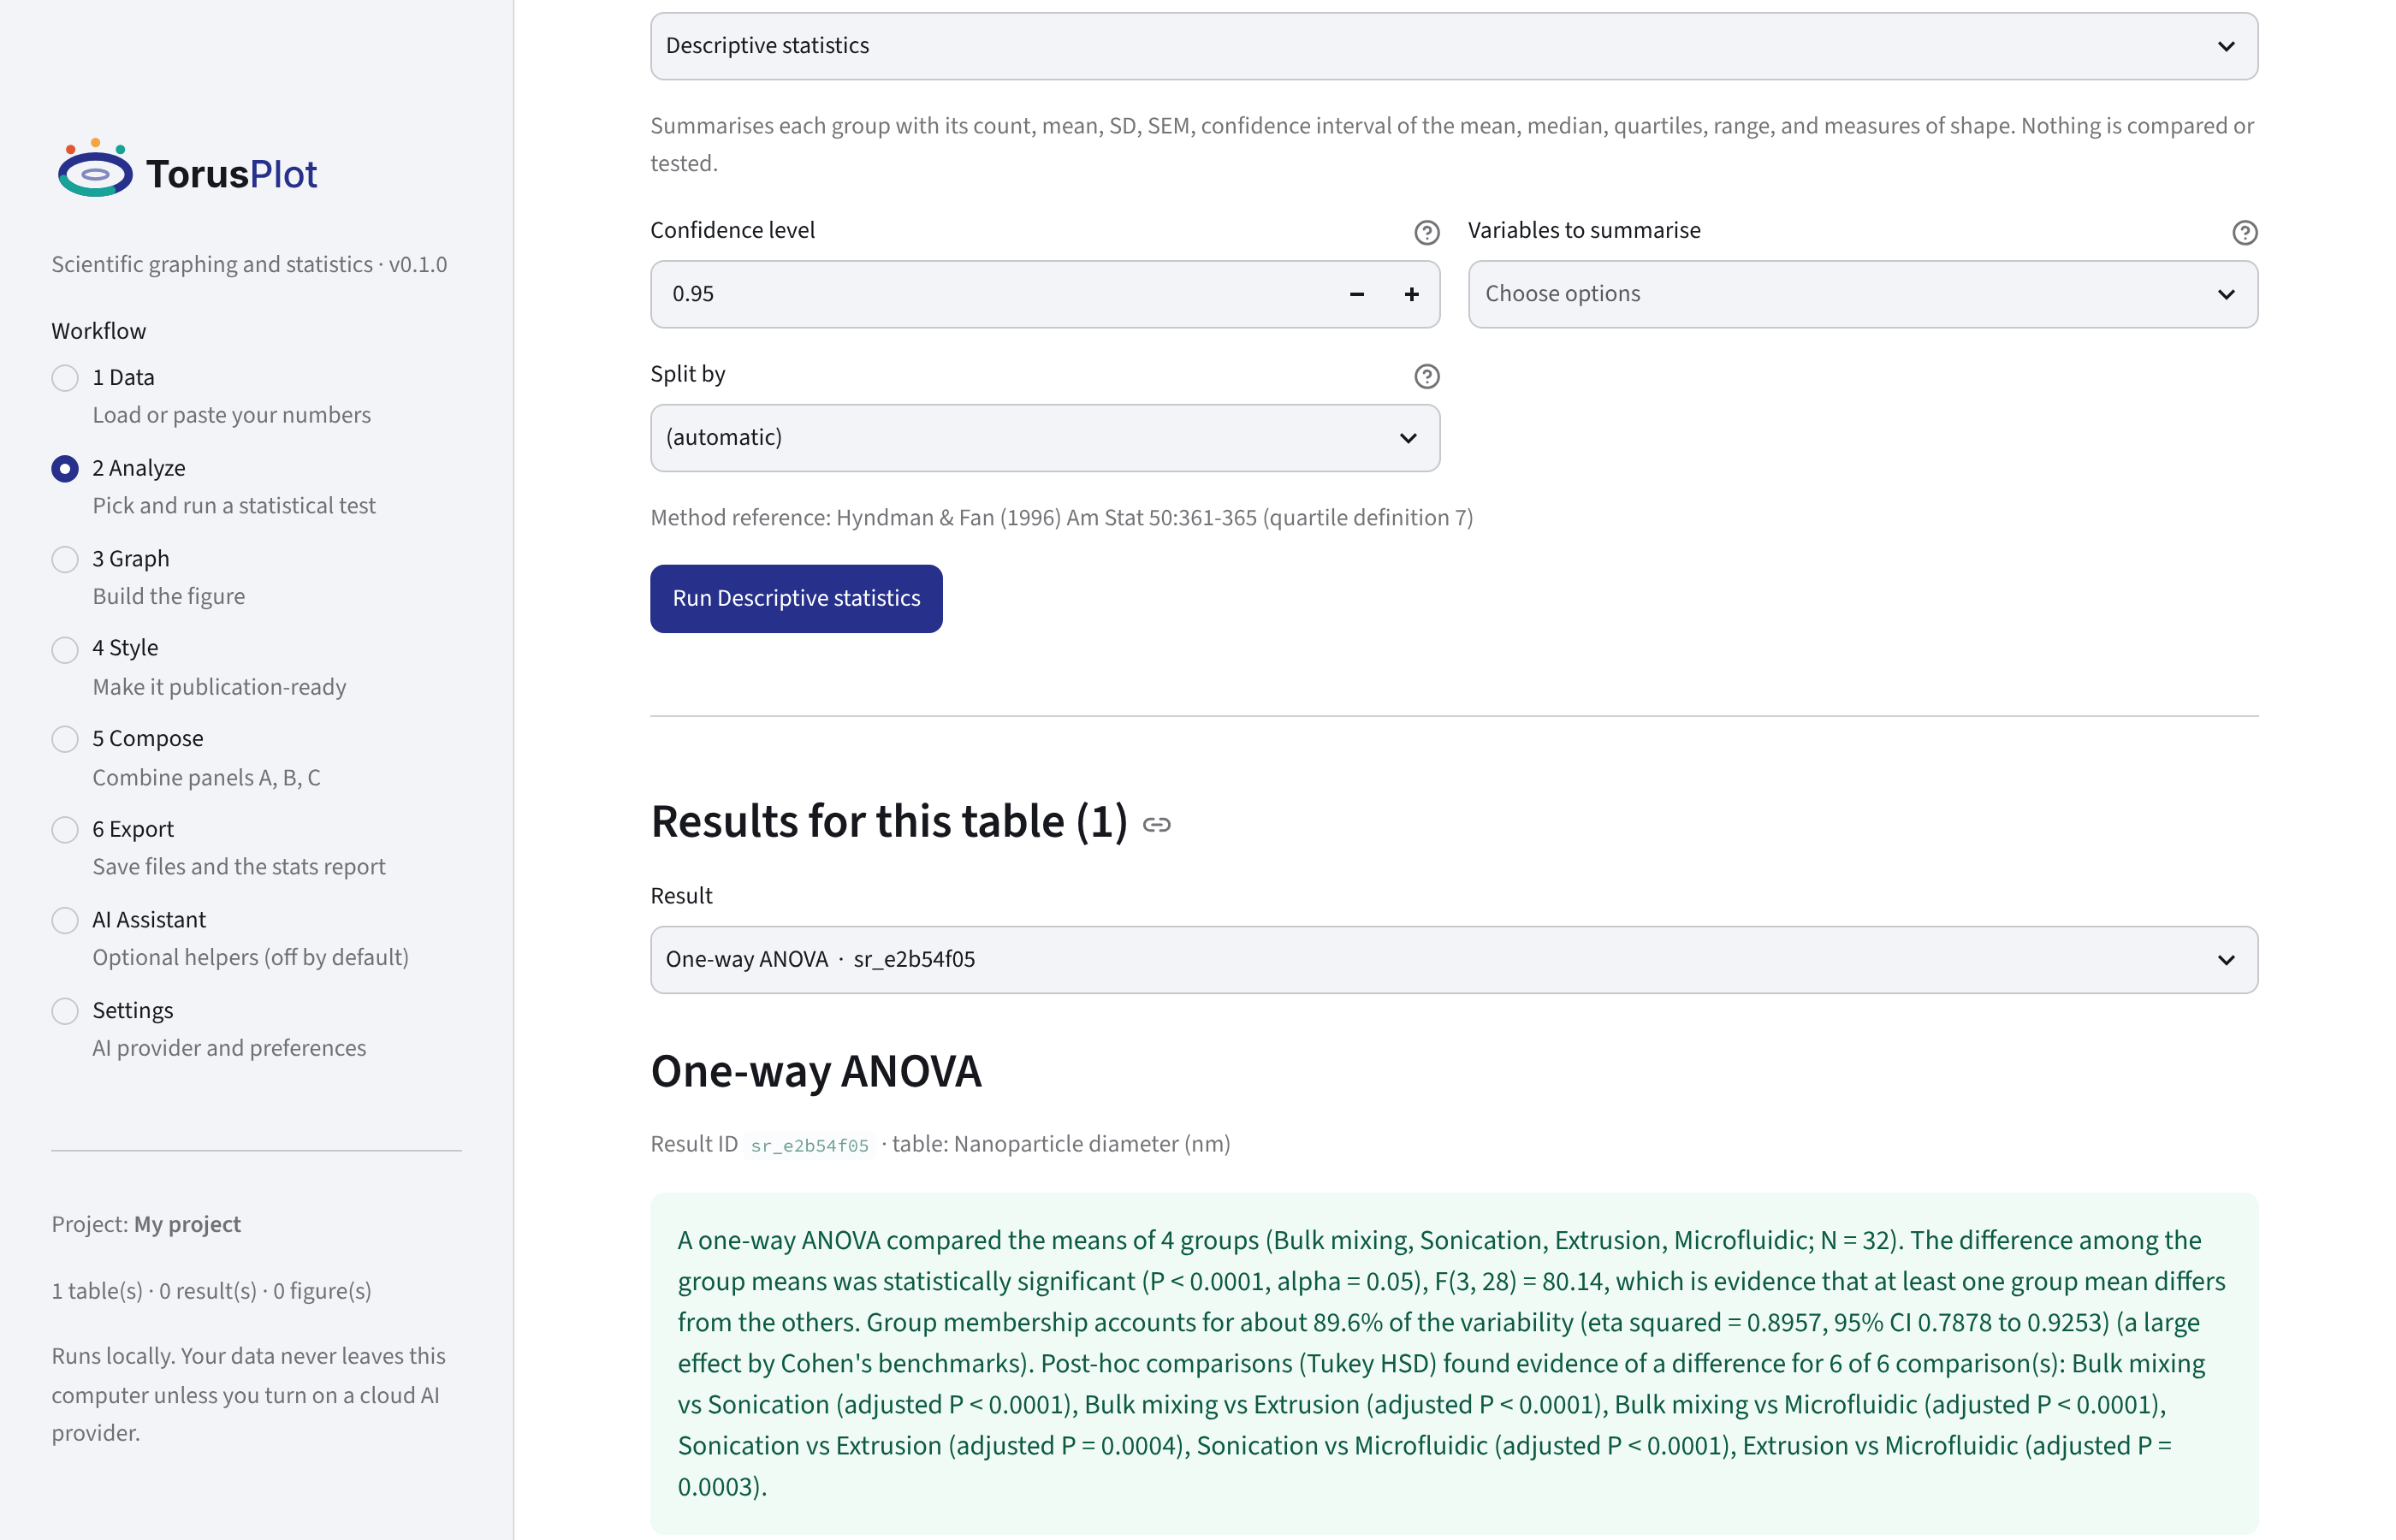 TorusPlot
Scientific graphing and statistics · v0.1.0
Workflow
1 Data
Load or paste your numbers
2 Analyze
Pick and run a statistical test
3 Graph
Build the figure
4 Style
Make it publication-ready
5 Compose
Combine panels A, B, C
6 Export
Save files and the stats report
AI Assistant
Optional helpers (off by default)
Settings
AI provider and preferences
Project: My project
1 table(s) · 0 result(s) · 0 figure(s)
Runs locally. Your data never leaves this
computer unless you turn on a cloud AI
provider.
Descriptive statistics
Summarises each group with its count, mean, SD, SEM, confidence interval of the mean, median, quartiles, range, and measures of shape. Nothing is compared or
tested.
Confidence level
0.95
Variables to summarise
Choose options
Split by
(automatic)
Method reference: Hyndman & Fan (1996) Am Stat 50:361-365 (quartile definition 7)
Run Descriptive statistics
Results for this table (1)
Result
One-way ANOVA · sr_e2b54f05
One-way ANOVA
Result ID sr_e2b54f05 · table: Nanoparticle diameter (nm)
A one-way ANOVA compared the means of 4 groups (Bulk mixing, Sonication, Extrusion, Microfluidic; N = 32). The difference among the
group means was statistically significant (P < 0.0001, alpha = 0.05), F(3, 28) = 80.14, which is evidence that at least one group mean differs
from the others. Group membership accounts for about 89.6% of the variability (eta squared = 0.8957, 95% CI 0.7878 to 0.9253) (a large
effect by Cohen's benchmarks). Post-hoc comparisons (Tukey HSD) found evidence of a difference for 6 of 6 comparison(s): Bulk mixing
vs Sonication (adjusted P < 0.0001), Bulk mixing vs Extrusion (adjusted P < 0.0001), Bulk mixing vs Microfluidic (adjusted P < 0.0001),
Sonication vs Extrusion (adjusted P = 0.0004), Sonication vs Microfluidic (adjusted P < 0.0001), Extrusion vs Microfluidic (adjusted P =
0.0003).